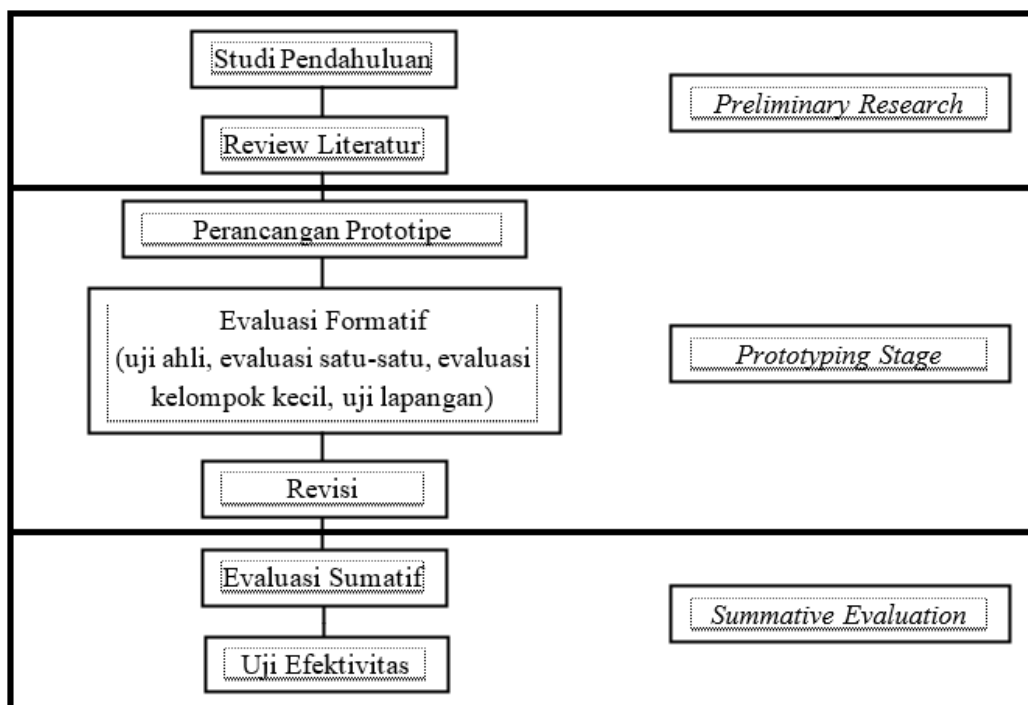 Studi Pendahuluan
Preliminary Research
Review Literatur
Perancangan Prototipe
Evaluasi Formatif
(uji ahli, evaluasi satu-satu, evaluasi
kelompok kecil, uji lapangan)
Prototyping Stage
Revisi
Evaluasi Sumatif
Summative Evaluation
Uji Efektivitas